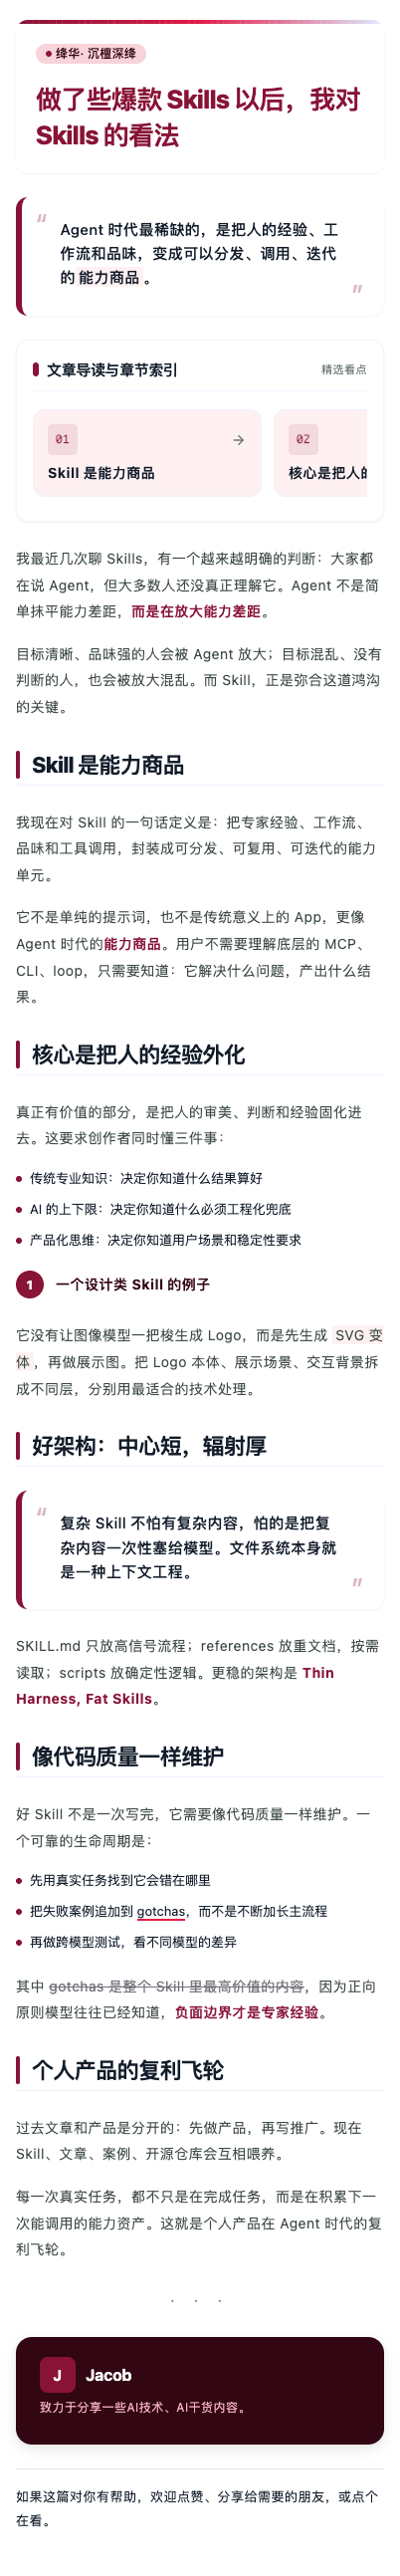 绛华· 沉檀深绛
做了些爆款 Skills 以后，我对
Skills 的看法
“
Agent 时代最稀缺的，是把人的经验、工
作流和品味，变成可以分发、调用、迭代
的 能力商品 。
”
文章导读与章节索引 精选看点
01 → 02
Skill 是能力商品 核心是把人的
我最近几次聊 Skills，有一个越来越明确的判断：大家都
在说 Agent，但大多数人还没真正理解它。Agent 不是简
单抹平能力差距，而是在放大能力差距。
目标清晰、品味强的人会被 Agent 放大；目标混乱、没有
判断的人，也会被放大混乱。而 Skill，正是弥合这道鸿沟
的关键。
Skill 是能力商品
我现在对 Skill 的一句话定义是：把专家经验、工作流、
品味和工具调用，封装成可分发、可复用、可迭代的能力
单元。
它不是单纯的提示词，也不是传统意义上的 App，更像
Agent 时代的能力商品。用户不需要理解底层的 MCP、
CLI、loop，只需要知道：它解决什么问题，产出什么结
果。
核心是把人的经验外化
真正有价值的部分，是把人的审美、判断和经验固化进
去。这要求创作者同时懂三件事：
• 传统专业知识：决定你知道什么结果算好
• AI 的上下限：决定你知道什么必须工程化兜底
• 产品化思维：决定你知道用户场景和稳定性要求
1 一个设计类 Skill 的例子
它没有让图像模型一把梭生成 Logo，而是先生成 SVG 变
体 ，再做展示图。把 Logo 本体、展示场景、交互背景拆
成不同层，分别用最适合的技术处理。
好架构：中心短，辐射厚
“
复杂 Skill 不怕有复杂内容，怕的是把复
杂内容一次性塞给模型。文件系统本身就
是一种上下文工程。
”
SKILL.md 只放高信号流程；references 放重文档，按需
读取；scripts 放确定性逻辑。更稳的架构是 Thin
Harness, Fat Skills。
像代码质量一样维护
好 Skill 不是一次写完，它需要像代码质量一样维护。一
个可靠的生命周期是：
• 先用真实任务找到它会错在哪里
• 把失败案例追加到 gotchas，而不是不断加长主流程
• 再做跨模型测试，看不同模型的差异
其中 gotchas 是整个 Skill 里最高价值的内容，因为正向
原则模型往往已经知道，负面边界才是专家经验。
个人产品的复利飞轮
过去文章和产品是分开的：先做产品，再写推广。现在
Skill、文章、案例、开源仓库会互相喂养。
每一次真实任务，都不只是在完成任务，而是在积累下一
次能调用的能力资产。这就是个人产品在 Agent 时代的复
利飞轮。
· · ·
J Jacob
致力于分享一些AI技术、AI干货内容。
如果这篇对你有帮助，欢迎点赞、分享给需要的朋友，或点个
在看。